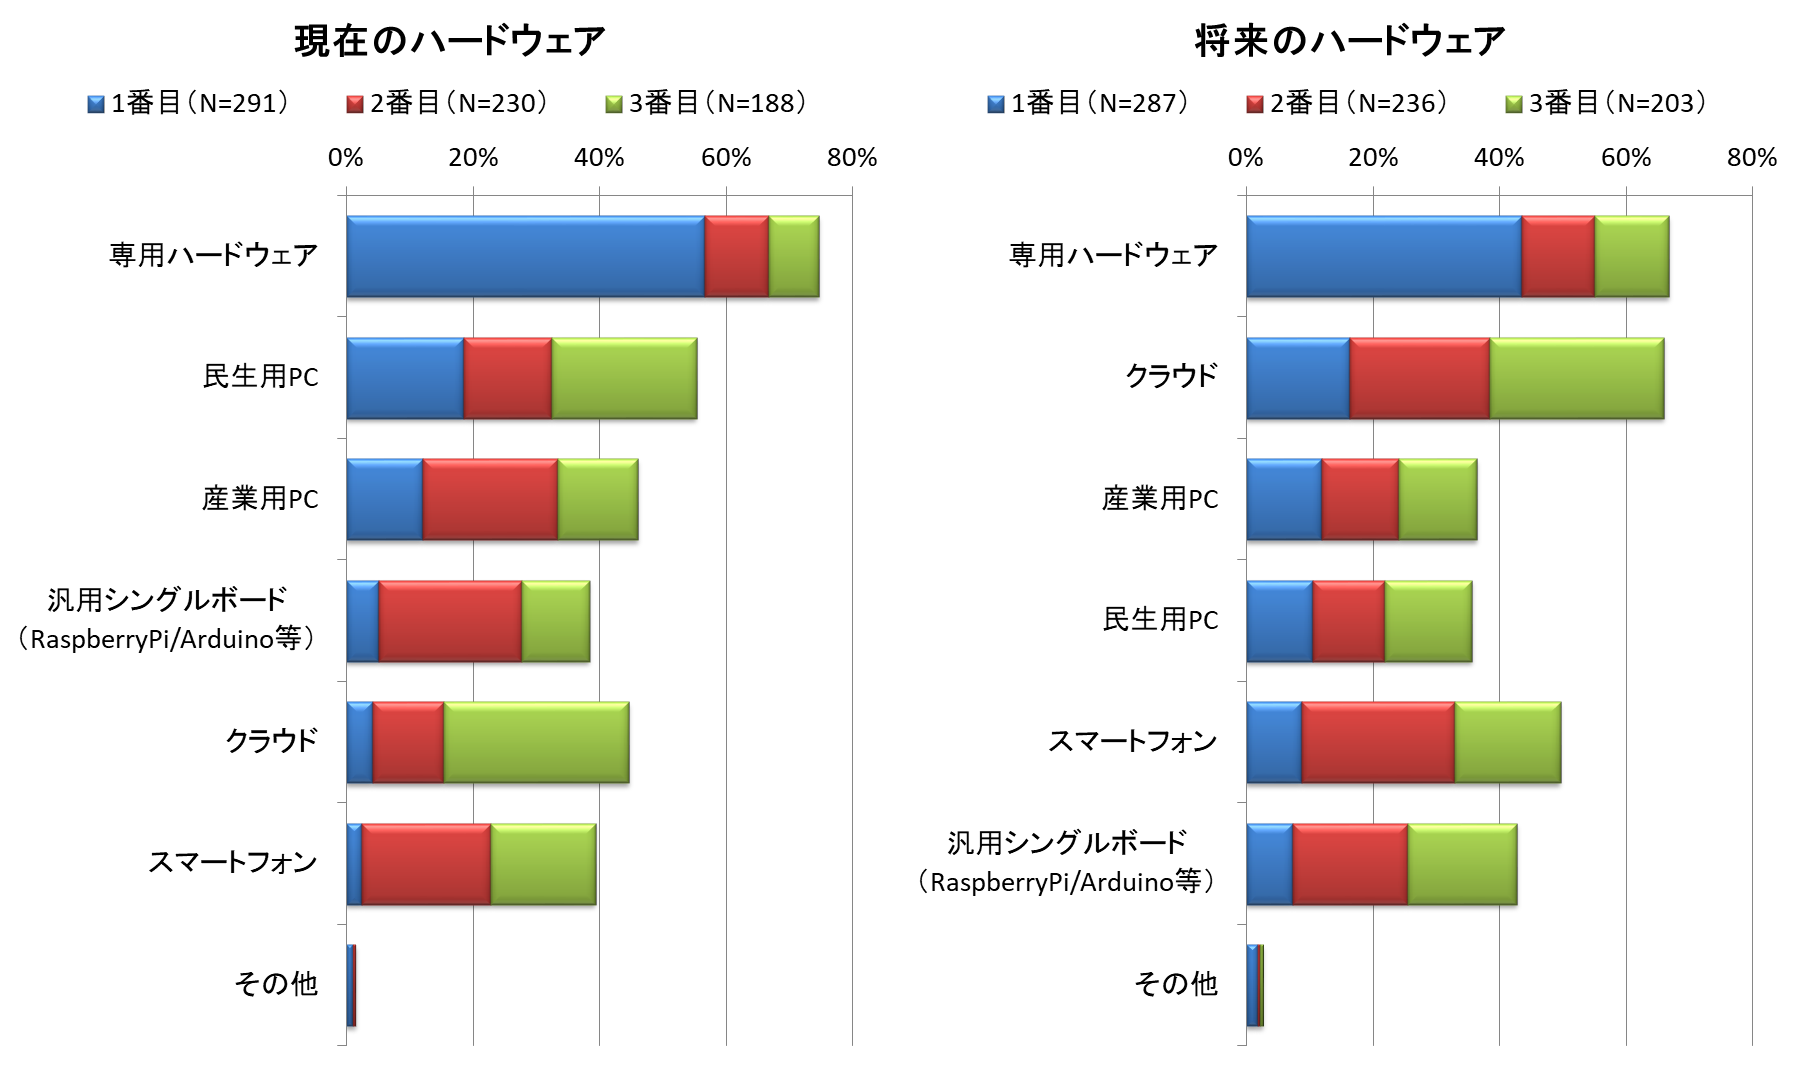 現在のハードウェア
1番目（N=291）
2番目（N=230）
3番目（N=188）
0% 20% 40% 60% 80%
専用ハードウェア
民生用PC
産業用PC
汎用シングルボード
（RaspberryPi/Arduino等）
クラウド
スマートフォン
その他
将来のハードウェア
1番目（N=287）
2番目（N=236）
3番目（N=203）
0% 20% 40% 60% 80%
専用ハードウェア
クラウド
産業用PC
民生用PC
スマートフォン
汎用シングルボード
（RaspberryPi/Arduino等）
その他